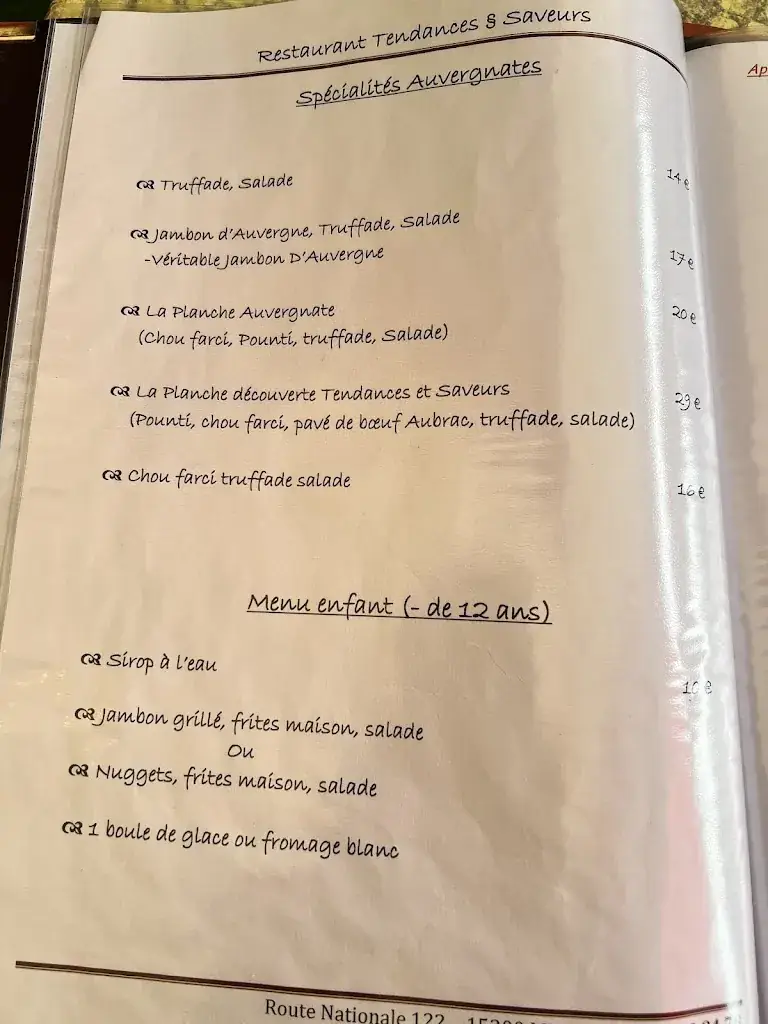 Restaurant Tendances § Saveurs
Spécialités Auvergnates
Truffade, Salade 14 €
Jambon d'Auvergne, Truffade, Salade
-Véritable Jambon D'Auvergne 17 €
La Planche Auvergnate 20 €
(Chou farci, Pounti, truffade, Salade)
La Planche découverte Tendances et Saveurs €
(Pounti, chou farci, pavé de bœuf Aubrac, truffade, salade)
Chou farci truffade salade 16 €
Menu enfant (- de 12 ans)
Sirop à l'eau
€
Jambon grillé, frites maison, salade
Ou
Nuggets, frites maison, salade
1 boule de glace ou fromage blanc
Route Nationale 122
Ap